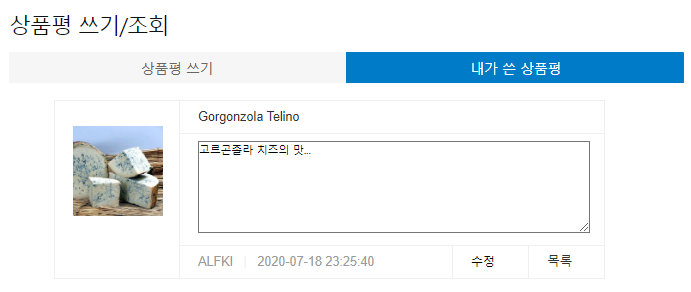 상품평 쓰기/조회
상품평 쓰기
내가 쓴 상품평
Gorgonzola Telino
고르곤졸라 치즈의 맛...
ALFKI | 2020-07-18 23:25:40
수정
목록